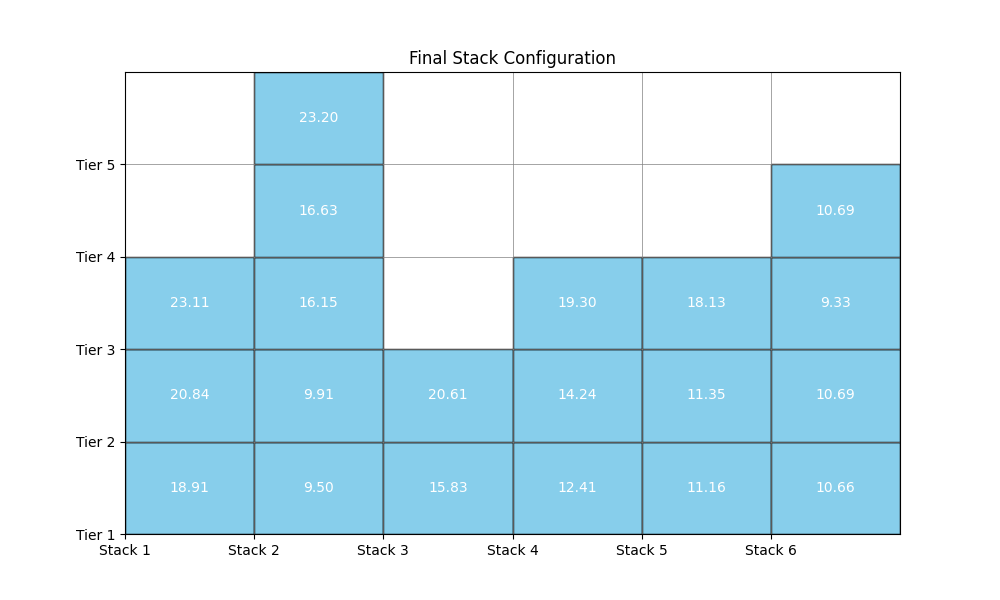 Final Stack Configuration
23.20
Tier 5
16.63 10.69
Tier 4
23.11 16.15 19.30 18.13 9.33
Tier 3
20.84 9.91 20.61 14.24 11.35 10.69
Tier 2
18.91 9.50 15.83 12.41 11.16 10.66
Tier 1
Stack 1 Stack 2 Stack 3 Stack 4 Stack 5 Stack 6